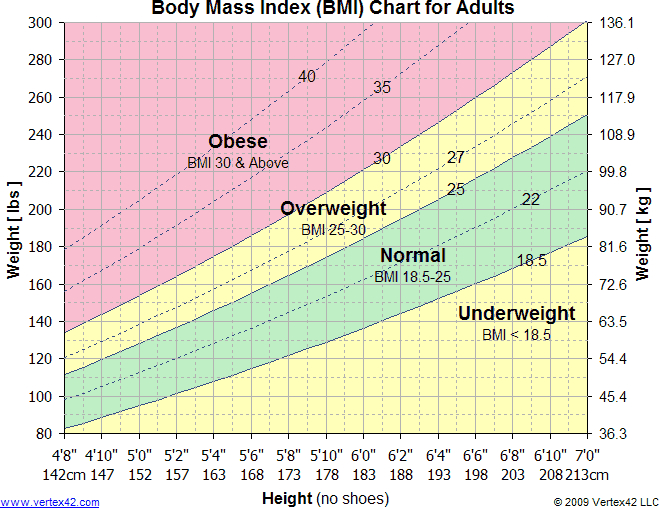 Body Mass Index (BMI) Chart for Adults
300
280
260
240
220
200
180
160
140
120
100
80
Weight [ lbs ]
136.1
127.0
117.9
108.9
99.8
90.7
81.6
72.6
63.5
54.4
45.4
36.3
Weight [ kg ]
40
35
Obese
BMI 30 & Above
30
27
25
22
Overweight
BMI 25-30
Normal
BMI 18.5-25
18.5
Underweight
BMI < 18.5
4'8" 4'10" 5'0" 5'2" 5'4" 5'6" 5'8" 5'10" 6'0" 6'2" 6'4" 6'6" 6'8" 6'10" 7'0"
142cm 147 152 157 163 168 173 178 183 188 193 198 203 208 213cm
Height (no shoes)
www.vertex42.com
© 2009 Vertex42 LLC